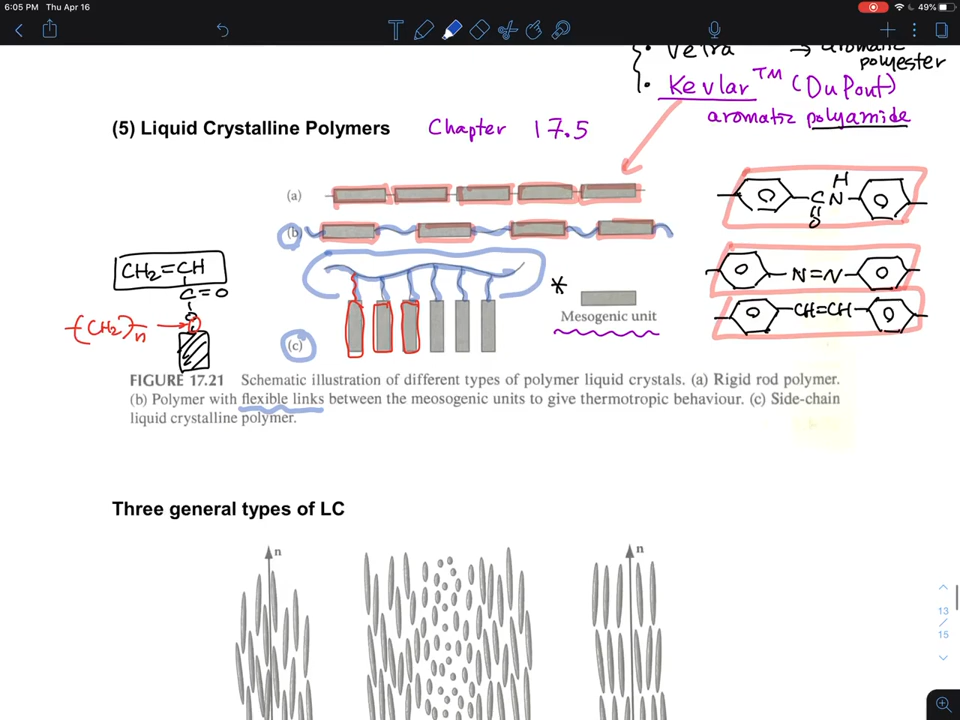 6:05 PM Thu Apr 16
49%
• Vetra → aromatic
polyester
• Kevlar™ (DuPont)
aromatic polyamide
(5) Liquid Crystalline Polymers Chapter 17.5
(a)
(b)
(c)
*
Mesogenic unit
CH2=CH
C=O
O
-(CH2)-n
H
C N
O
N=N
CH=CH
FIGURE 17.21 Schematic illustration of different types of polymer liquid crystals. (a) Rigid rod polymer.
(b) Polymer with flexible links between the meosogenic units to give thermotropic behaviour. (c) Side-chain
liquid crystalline polymer.
Three general types of LC
n
n
13
/
15